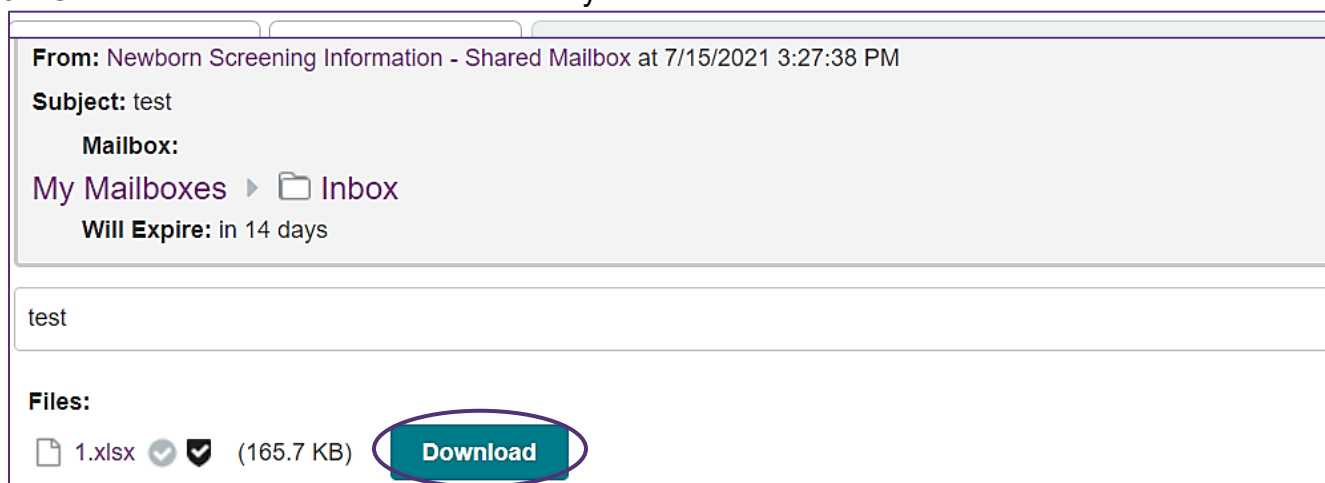 From: Newborn Screening Information - Shared Mailbox at 7/15/2021 3:27:38 PM
Subject: test
Mailbox:
My Mailboxes Inbox
Will Expire: in 14 days
test
Files:
1.xlsx (165.7 KB) Download